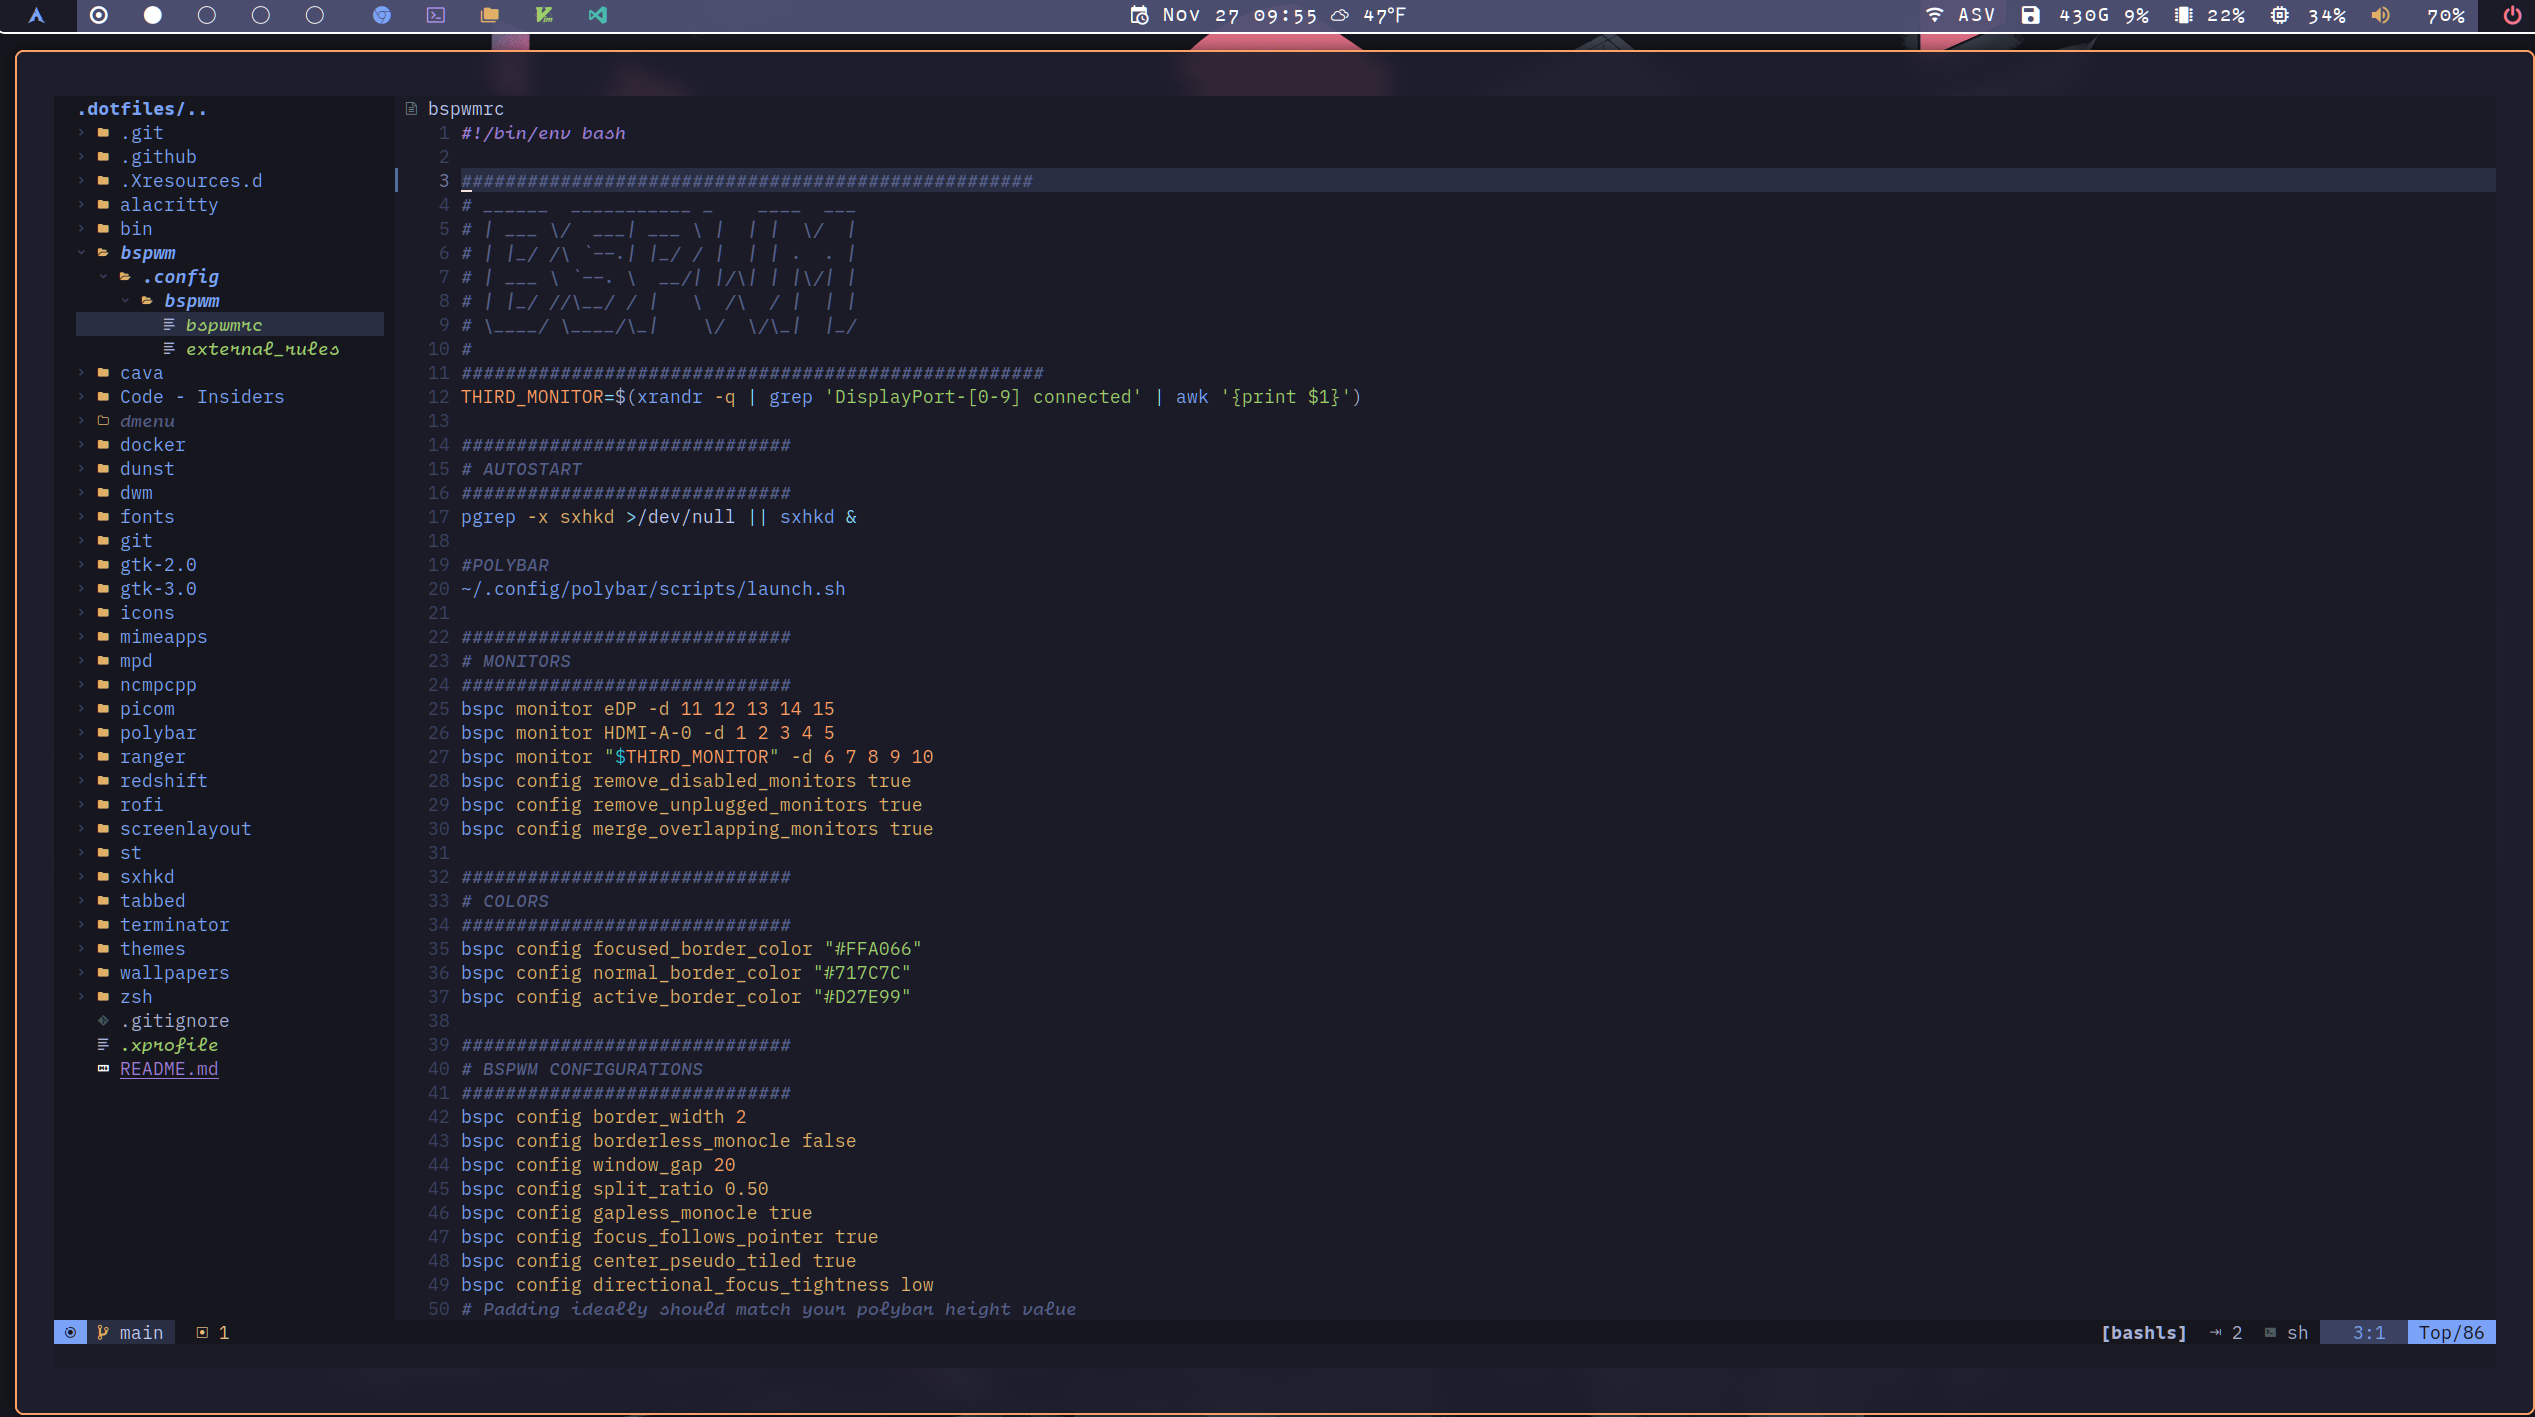 Nov 27 09:55 47°F ASV 430G 9% 22% 34% 70%
.dotfiles/..
.git
.github
.Xresources.d
alacritty
bin
bspwm
.config
bspwm
bspwmrc
external_rules
cava
Code - Insiders
dmenu
docker
dunst
dwm
fonts
git
gtk-2.0
gtk-3.0
icons
mimeapps
mpd
ncmpcpp
picom
polybar
ranger
redshift
rofi
screenlayout
st
sxhkd
tabbed
terminator
themes
wallpapers
zsh
.gitignore
.xprofile
README.md
bspwmrc
1 #!/bin/env bash
2
3 ####################################################
4 # ______  ___________ _    ____  ___
5 # | ___ \/  ___| ___ \ |  | |  \/  |
6 # | |_/ /\ `--.| |_/ / |  | | .  . |
7 # | ___ \ `--. \  __/| |/\| | |\/| |
8 # | |_/ //\__/ / |   \  /\  / |  | |
9 # \____/ \____/\_|    \/  \/\_|  |_/
10 #
11 #####################################################
12 THIRD_MONITOR=$(xrandr -q | grep 'DisplayPort-[0-9] connected' | awk '{print $1}')
13
14 ##############################
15 # AUTOSTART
16 ##############################
17 pgrep -x sxhkd >/dev/null || sxhkd &
18
19 #POLYBAR
20 ~/.config/polybar/scripts/launch.sh
21
22 ##############################
23 # MONITORS
24 ##############################
25 bspc monitor eDP -d 11 12 13 14 15
26 bspc monitor HDMI-A-0 -d 1 2 3 4 5
27 bspc monitor "$THIRD_MONITOR" -d 6 7 8 9 10
28 bspc config remove_disabled_monitors true
29 bspc config remove_unplugged_monitors true
30 bspc config merge_overlapping_monitors true
31
32 ##############################
33 # COLORS
34 ##############################
35 bspc config focused_border_color "#FFA066"
36 bspc config normal_border_color "#717C7C"
37 bspc config active_border_color "#D27E99"
38
39 ##############################
40 # BSPWM CONFIGURATIONS
41 ##############################
42 bspc config border_width 2
43 bspc config borderless_monocle false
44 bspc config window_gap 20
45 bspc config split_ratio 0.50
46 bspc config gapless_monocle true
47 bspc config focus_follows_pointer true
48 bspc config center_pseudo_tiled true
49 bspc config directional_focus_tightness low
50 # Padding ideally should match your polybar height value
main 1 [bashls] 2 sh 3:1 Top/86